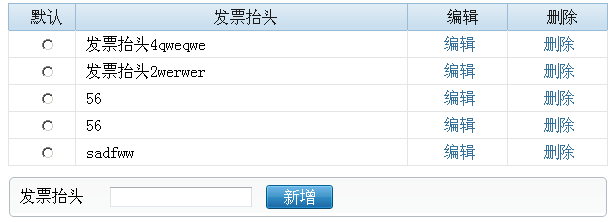 默认 发票抬头 编辑 删除
发票抬头4qweqwe 编辑 删除
发票抬头2werwer 编辑 删除
56 编辑 删除
56 编辑 删除
sadfww 编辑 删除
发票抬头 新增